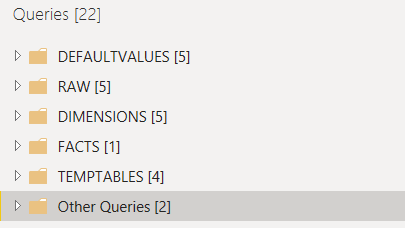 Queries [22]
DEFAULTVALUES [5]
RAW [5]
DIMENSIONS [5]
FACTS [1]
TEMPTABLES [4]
Other Queries [2]